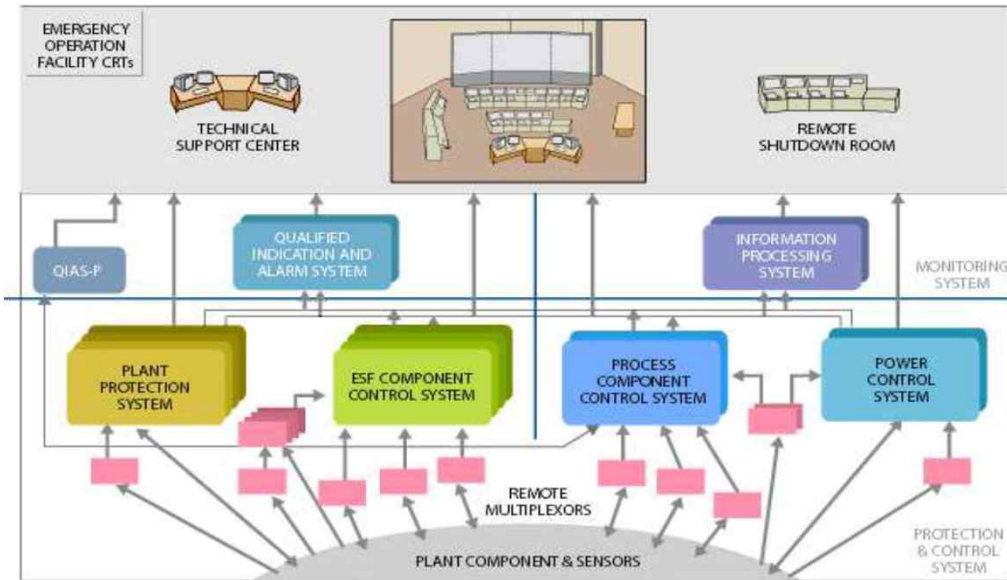 EMERGENCY
OPERATION
FACILITY CRTs
TECHNICAL
SUPPORT CENTER
REMOTE
SHUTDOWN ROOM
QIAS-P
QUALIFIED
INDICATION AND
ALARM SYSTEM
INFORMATION
PROCESSING
SYSTEM
MONITORING
SYSTEM
PLANT
PROTECTION
SYSTEM
ESF COMPONENT
CONTROL SYSTEM
PROCESS
COMPONENT
CONTROL SYSTEM
POWER
CONTROL
SYSTEM
REMOTE
MULTIPLEXORS
PLANT COMPONENT & SENSORS
PROTECTION
& CONTROL
SYSTEM